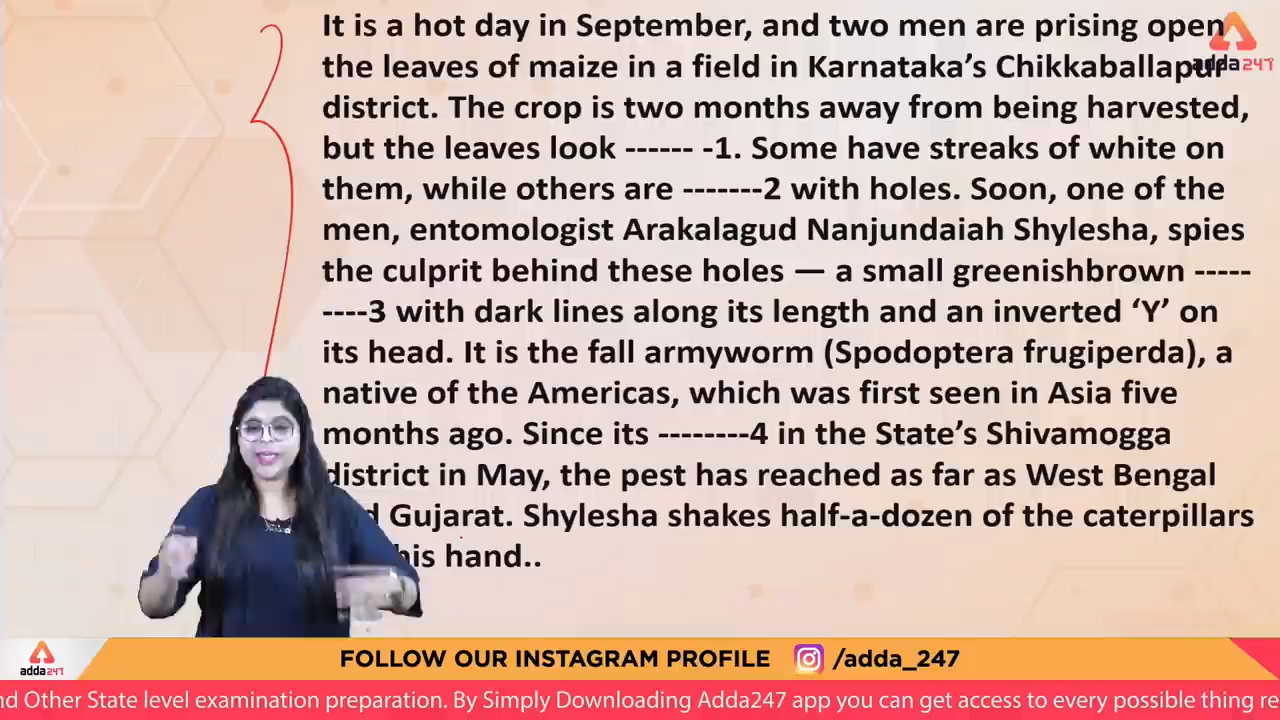 It is a hot day in September, and two men are prising open
the leaves of maize in a field in Karnataka’s Chikkaballapur
district. The crop is two months away from being harvested,
but the leaves look ------ -1. Some have streaks of white on
them, while others are -------2 with holes. Soon, one of the
men, entomologist Arakalagud Nanjundaiah Shylesha, spies
the culprit behind these holes — a small greenishbrown -----
----3 with dark lines along its length and an inverted ‘Y’ on
its head. It is the fall armyworm (Spodoptera frugiperda), a
native of the Americas, which was first seen in Asia five
months ago. Since its --------4 in the State’s Shivamogga
district in May, the pest has reached as far as West Bengal
Gujarat. Shylesha shakes half-a-dozen of the caterpillars
his hand..
adda247
adda247
FOLLOW OUR INSTAGRAM PROFILE /adda_247
nd Other State level examination preparation. By Simply Downloading Adda247 app you can get access to every possible thing re